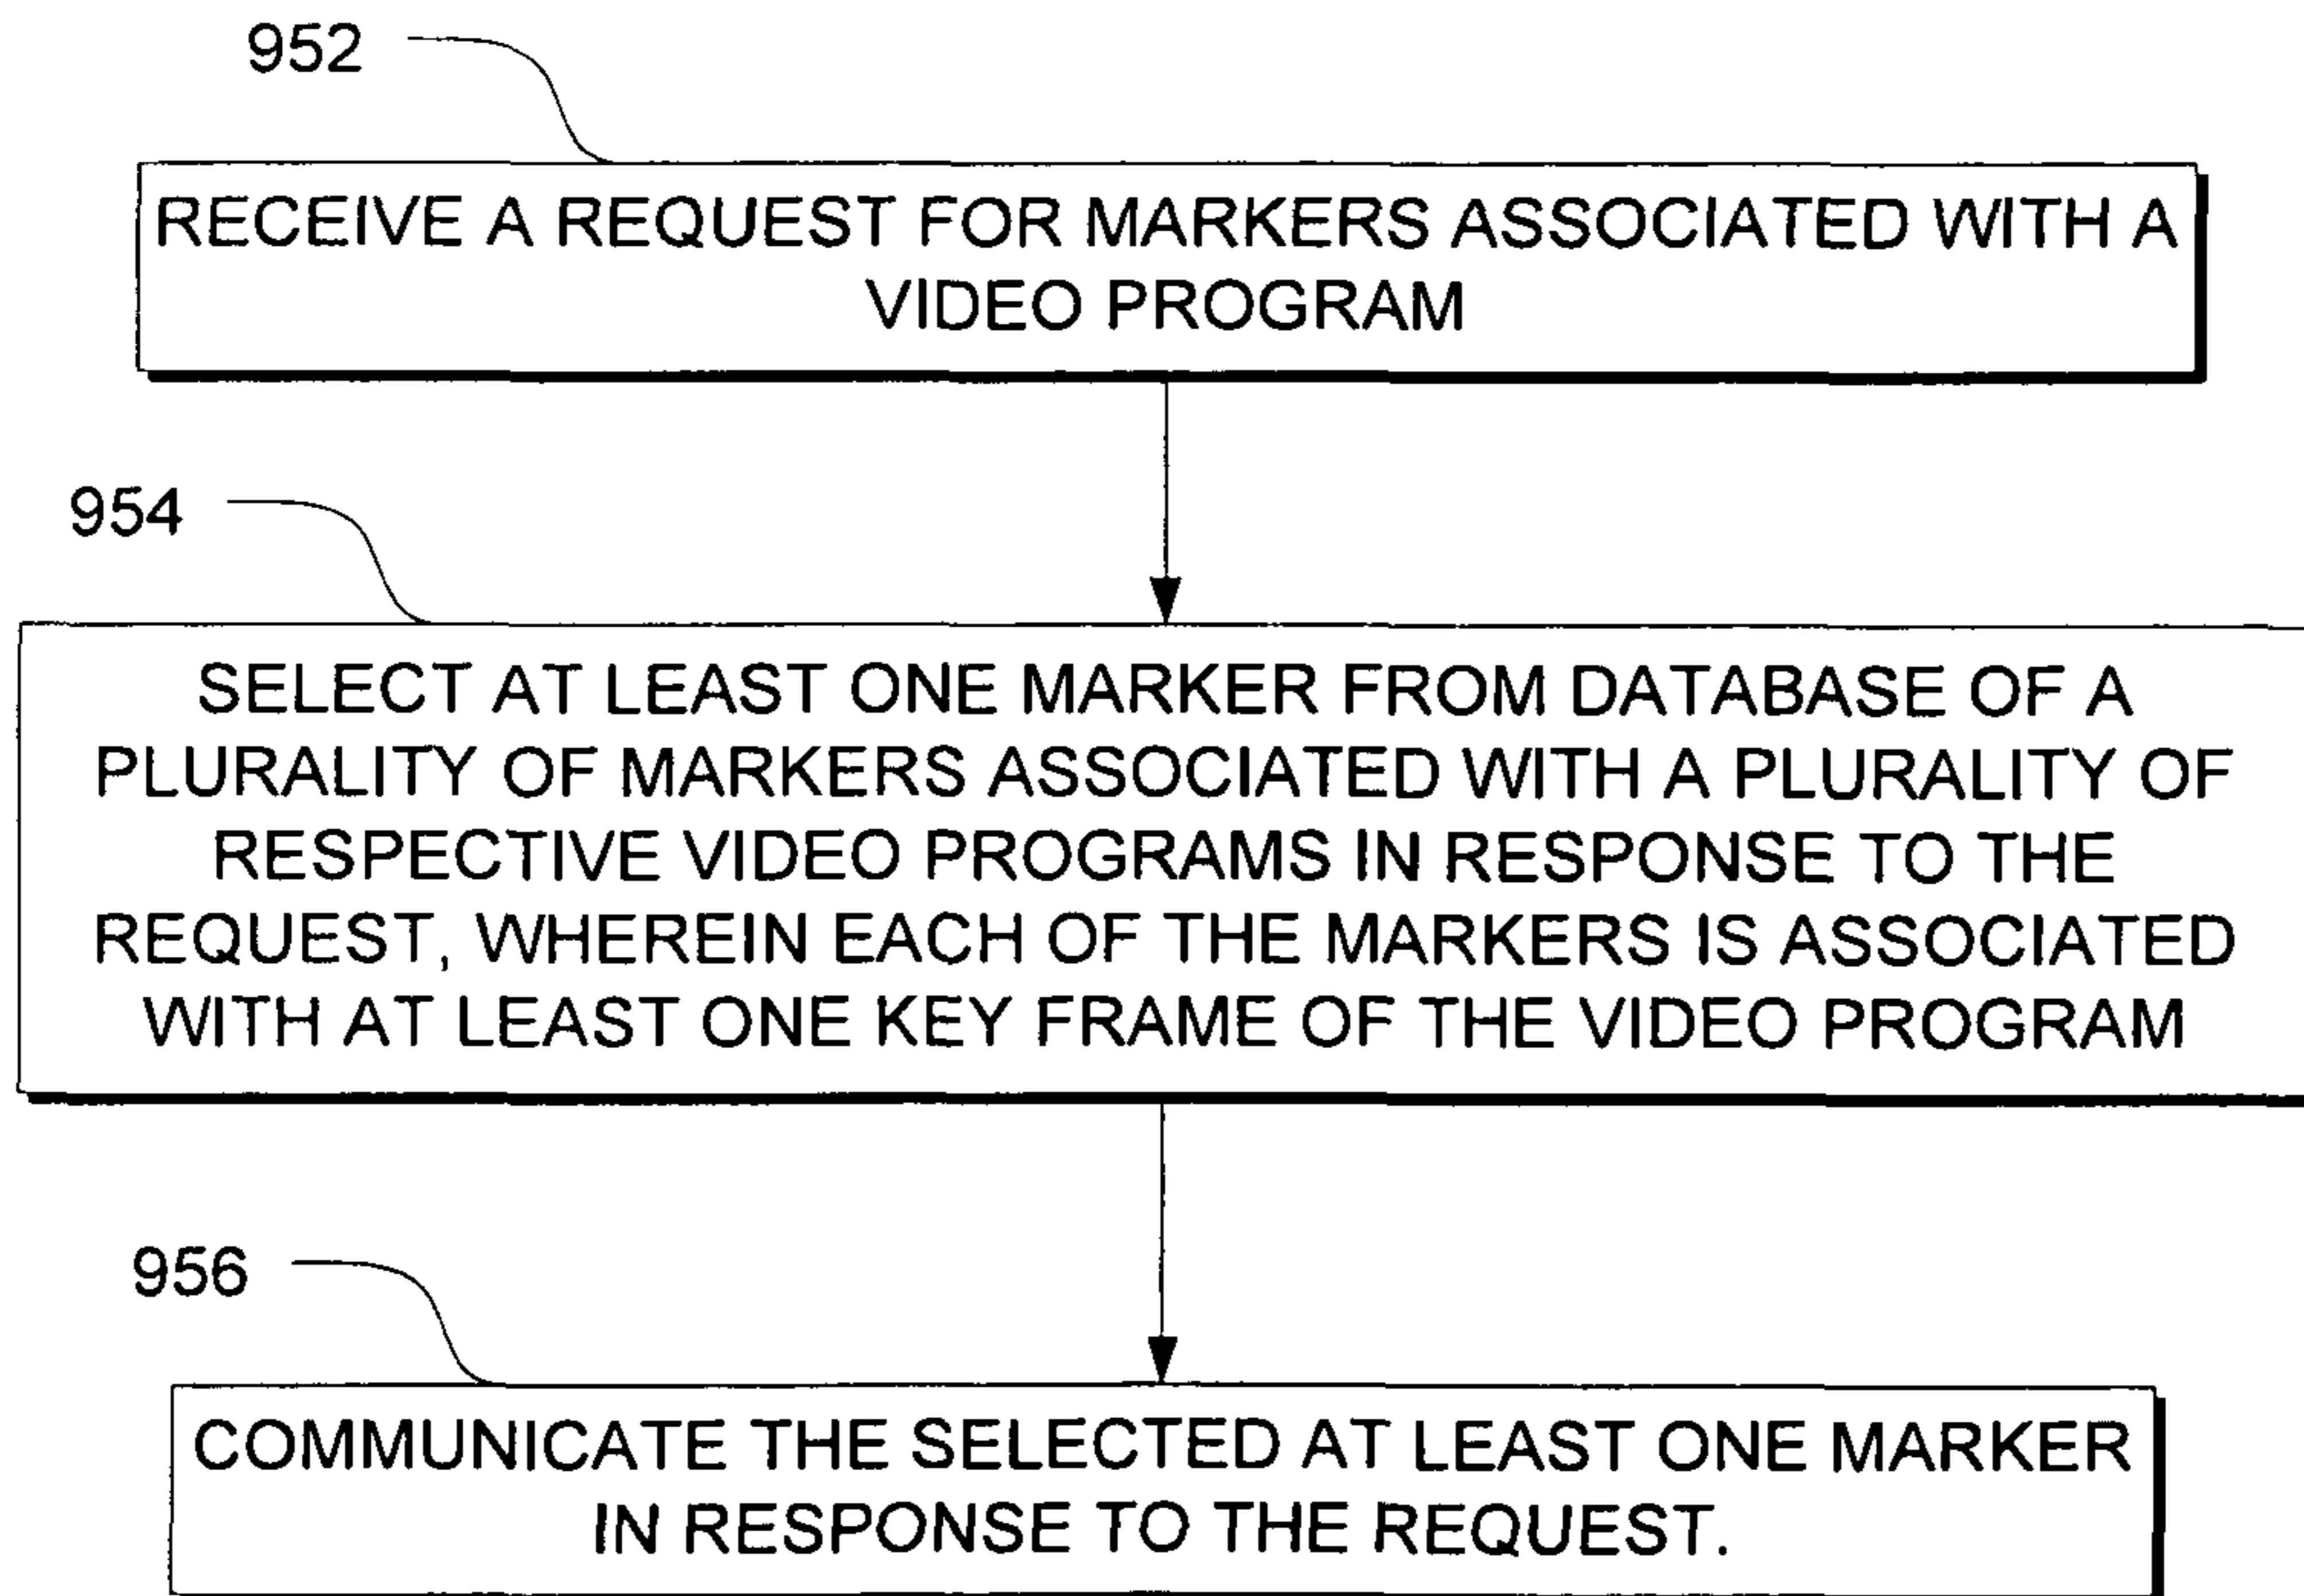 952
RECEIVE A REQUEST FOR MARKERS ASSOCIATED WITH A
VIDEO PROGRAM
954
SELECT AT LEAST ONE MARKER FROM DATABASE OF A
PLURALITY OF MARKERS ASSOCIATED WITH A PLURALITY OF
RESPECTIVE VIDEO PROGRAMS IN RESPONSE TO THE
REQUEST, WHEREIN EACH OF THE MARKERS IS ASSOCIATED
WITH AT LEAST ONE KEY FRAME OF THE VIDEO PROGRAM
956
COMMUNICATE THE SELECTED AT LEAST ONE MARKER
IN RESPONSE TO THE REQUEST.